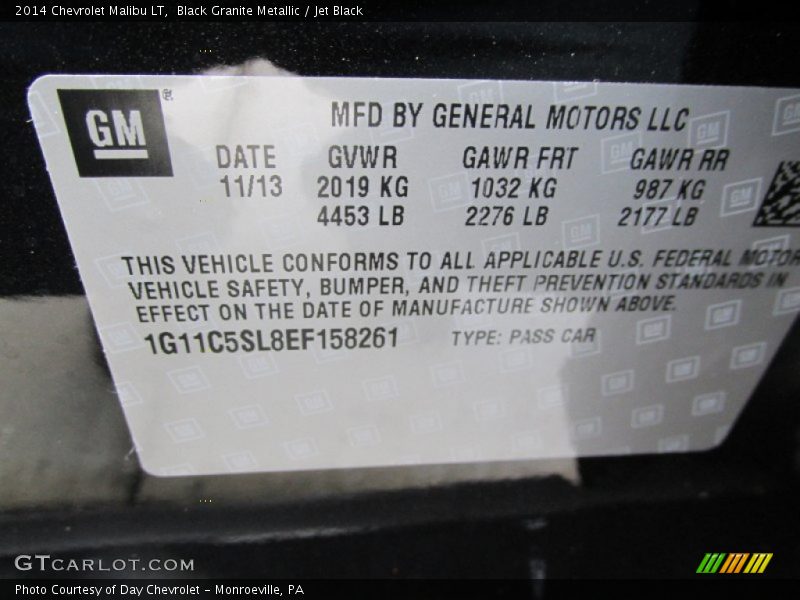 2014 Chevrolet Malibu LT,  Black Granite Metallic / Jet Black
GM ®
MFD BY GENERAL MOTORS LLC
DATE GVWR GAWR FRT GAWR RR
11/13 2019 KG 1032 KG 987 KG
4453 LB 2276 LB 2177 LB
THIS VEHICLE CONFORMS TO ALL APPLICABLE U.S. FEDERAL MOTOR
VEHICLE SAFETY, BUMPER, AND THEFT PREVENTION STANDARDS IN
EFFECT ON THE DATE OF MANUFACTURE SHOWN ABOVE.
1G11C5SL8EF158261 TYPE: PASS CAR
GTCARLOT.COM
Photo Courtesy of Day Chevrolet - Monroeville, PA